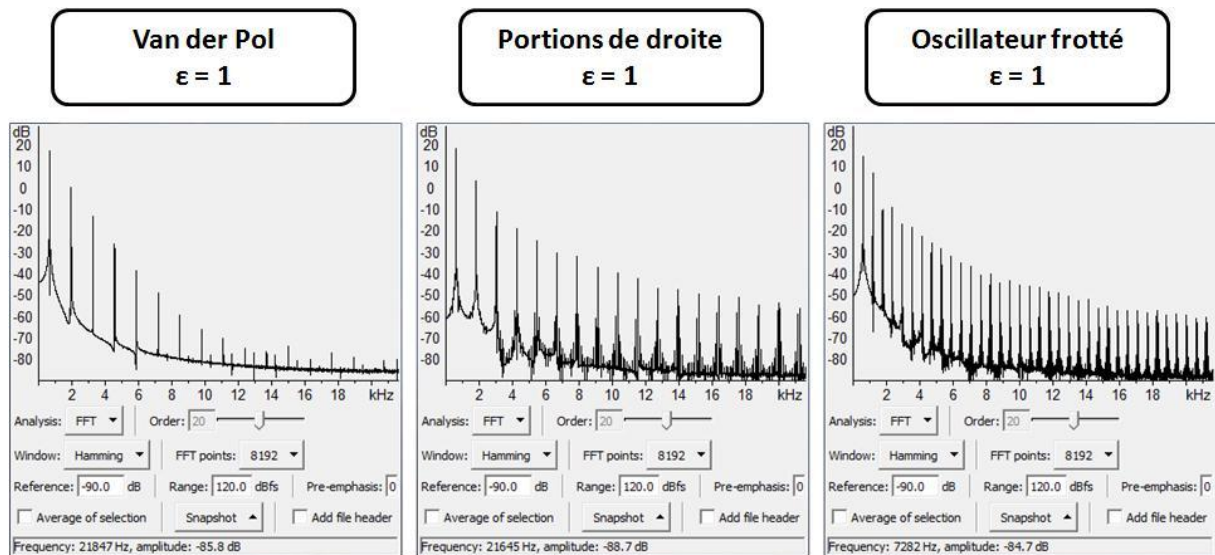 Van der Pol
ε = 1
Portions de droite
ε = 1
Oscillateur frotté
ε = 1
dB
20
10
0
-10
-20
-30
-40
-50
-60
-70
-80
2 4 6 8 10 12 14 16 18 kHz
Analysis: FFT Order: 20
Window: Hamming FFT points: 8192
Reference: -90.0 dB Range: 120.0 dBfs Pre-emphasis: 0
Average of selection Snapshot Add file header
Frequency: 21847 Hz, amplitude: -85.8 dB
dB
20
10
0
-10
-20
-30
-40
-50
-60
-70
-80
2 4 6 8 10 12 14 16 18 kHz
Analysis: FFT Order: 20
Window: Hamming FFT points: 8192
Reference: -90.0 dB Range: 120.0 dBfs Pre-emphasis: 0
Average of selection Snapshot Add file header
Frequency: 21645 Hz, amplitude: -88.7 dB
dB
20
10
0
-10
-20
-30
-40
-50
-60
-70
-80
2 4 6 8 10 12 14 16 18 kHz
Analysis: FFT Order: 20
Window: Hamming FFT points: 8192
Reference: -90.0 dB Range: 120.0 dBfs Pre-emphasis: 0
Average of selection Snapshot Add file header
Frequency: 7282 Hz, amplitude: -84.7 dB